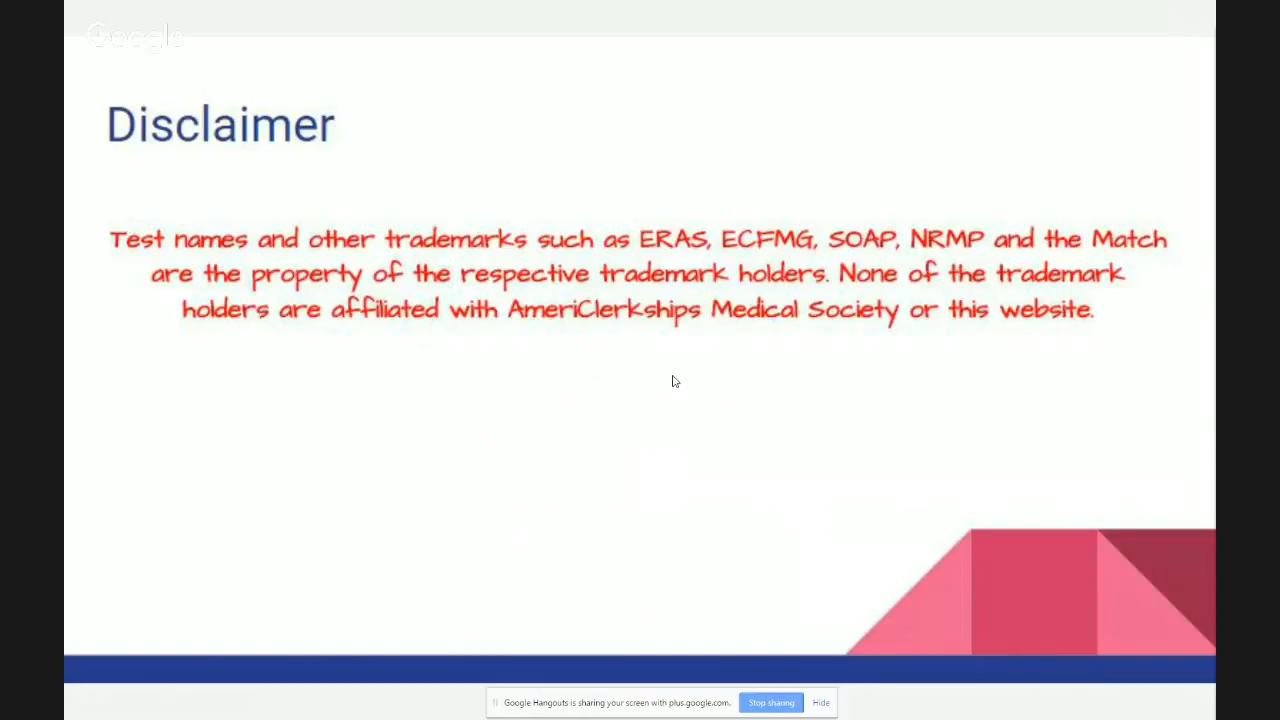 Google
Disclaimer
Test names and other trademarks such as ERAS, ECFMG, SOAP, NRMP and the Match
are the property of the respective trademark holders. None of the trademark
holders are affiliated with AmeriClerkships Medical Society or this website.
Google Hangouts is sharing your screen with plus.google.com. Stop sharing Hide